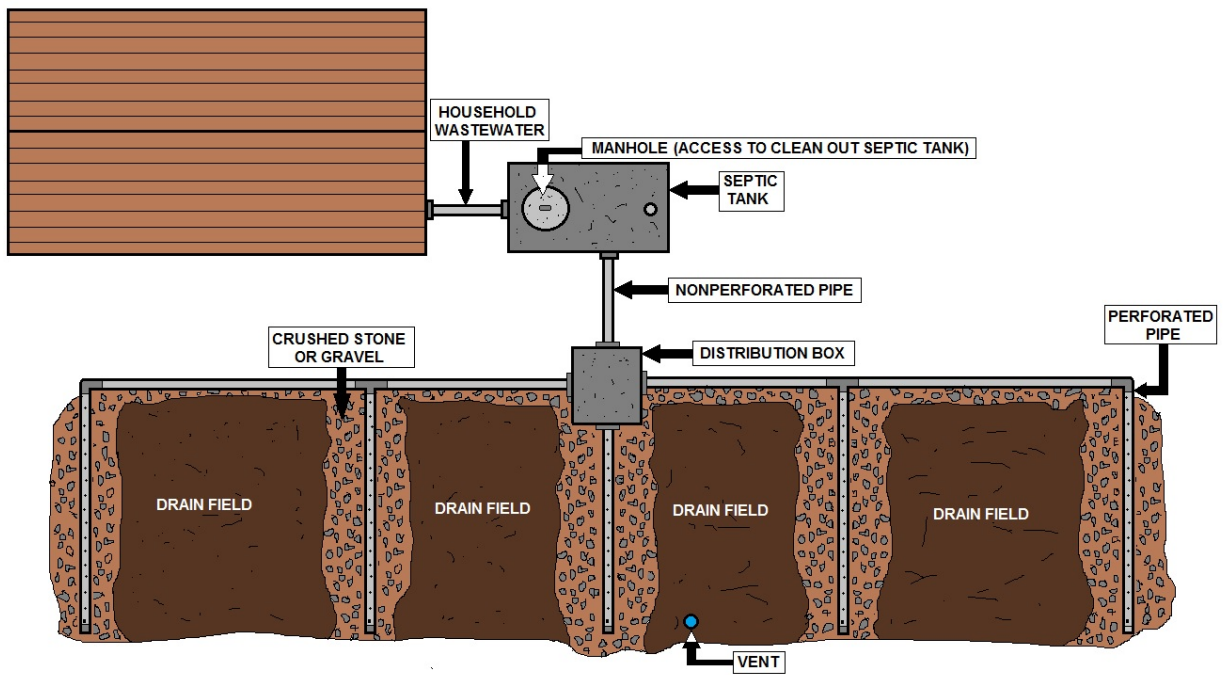 HOUSEHOLD
WASTEWATER
MANHOLE (ACCESS TO CLEAN OUT SEPTIC TANK)
SEPTIC
TANK
NONPERFORATED PIPE
PERFORATED
PIPE
CRUSHED STONE
OR GRAVEL
DISTRIBUTION BOX
DRAIN FIELD
DRAIN FIELD
DRAIN FIELD
DRAIN FIELD
VENT